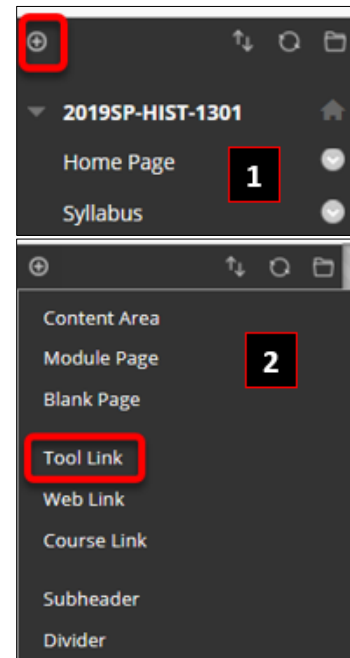 2019SP-HIST-1301
Home Page
1
Syllabus
Content Area
Module Page
2
Blank Page
Tool Link
Web Link
Course Link
Subheader
Divider